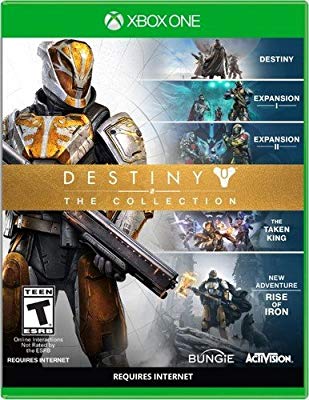 XBOX ONE
DESTINY
EXPANSION
I
EXPANSION
II
DESTINY
THE COLLECTION
THE
TAKEN
KING
NEW
ADVENTURE
RISE
OF
IRON
TEEN
T
ESRB
Online Interactions
Not Rated by
the ESRB
REQUIRES INTERNET
BUNGIE
ACTIVISION.
REQUIRES INTERNET